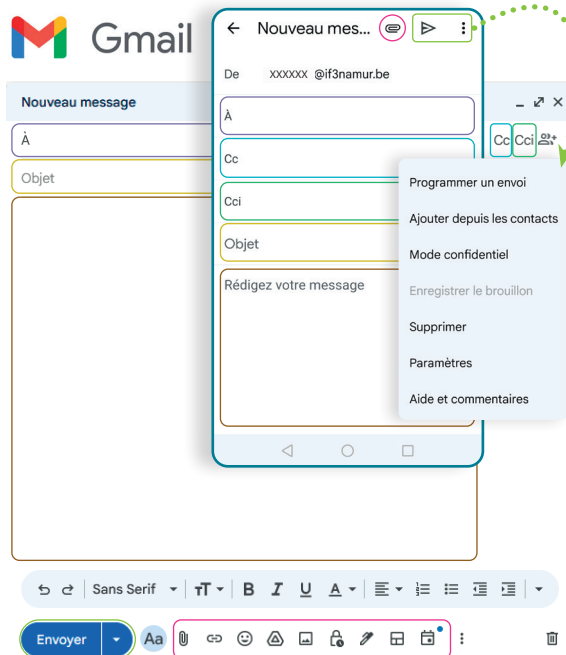 Gmail
Nouveau message
À
Cc Cci
Objet
Nouveau mes...
De xxxxxx @if3namur.be
À
Cc
Cci
Objet
Rédigez votre message
Programmer un envoi
Ajouter depuis les contacts
Mode confidentiel
Enregistrer le brouillon
Supprimer
Paramètres
Aide et commentaires
Sans Serif TT B I U A
Envoyer Aa